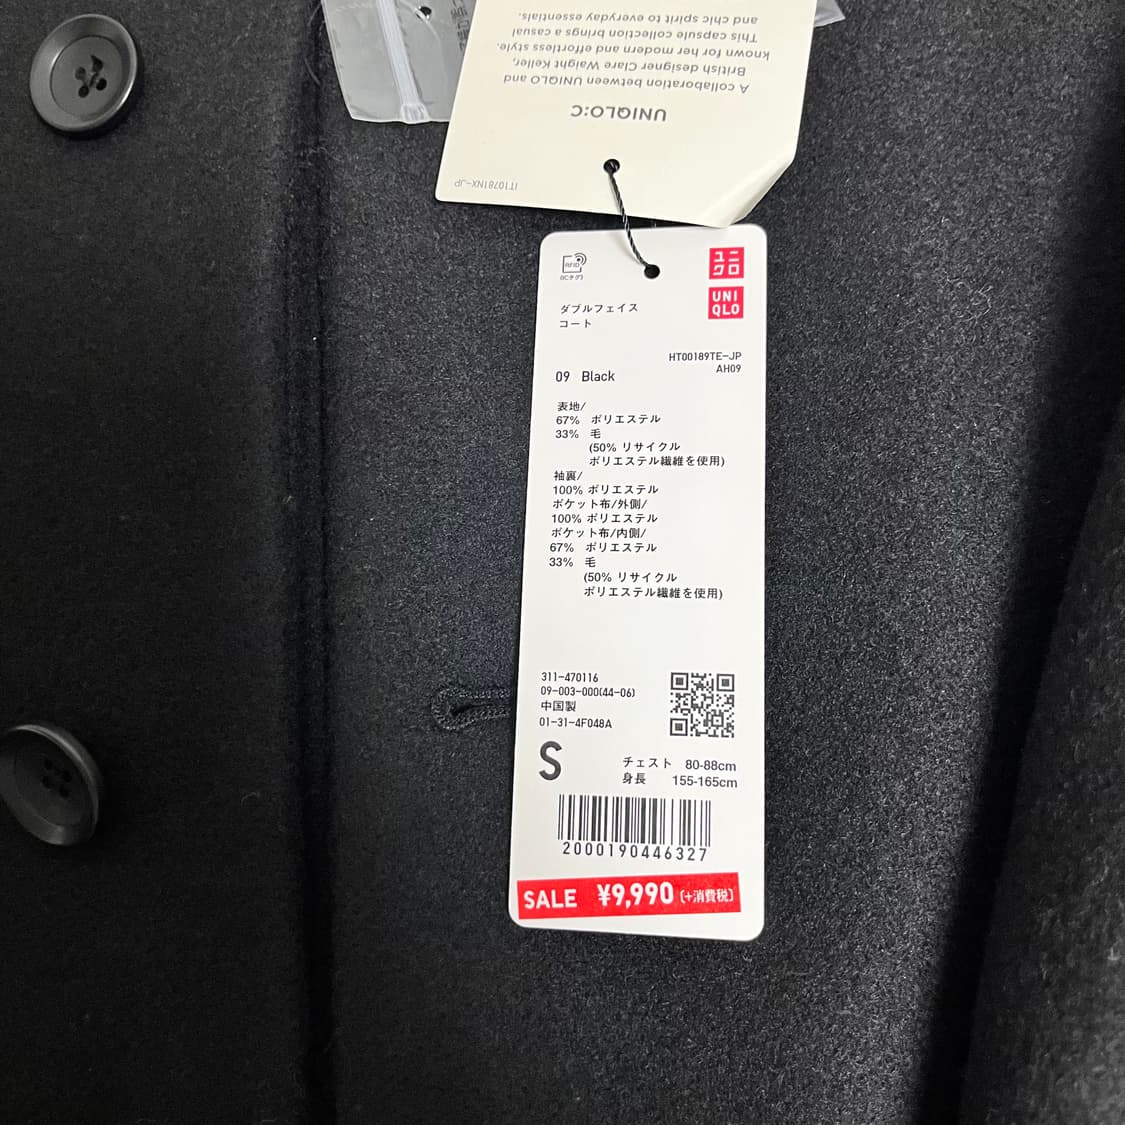 UNIQLO:C
A collaboration between UNIQLO and
British designer Clare Waight Keller,
known for her modern and effortless style.
This capsule collection brings a casual
and chic spirit to everyday essentials.
IT10781NX-JP
RFID
(ICタグ)
ユニ
クロ
UNI
QLO
ダブルフェイス
コート
HT00189TE-JP
AH09
09 Black
表地/
67% ポリエステル
33% 毛
(50% リサイクル
ポリエステル繊維を使用)
袖裏/
100% ポリエステル
ポケット布/外側/
100% ポリエステル
ポケット布/内側/
67% ポリエステル
33% 毛
(50% リサイクル
ポリエステル繊維を使用)
311-470116
09-003-000(44-06)
中国製
01-31-4F048A
S
チェスト 80-88cm
身長 155-165cm
2000190446327
SALE ¥9,990 (+消費税)